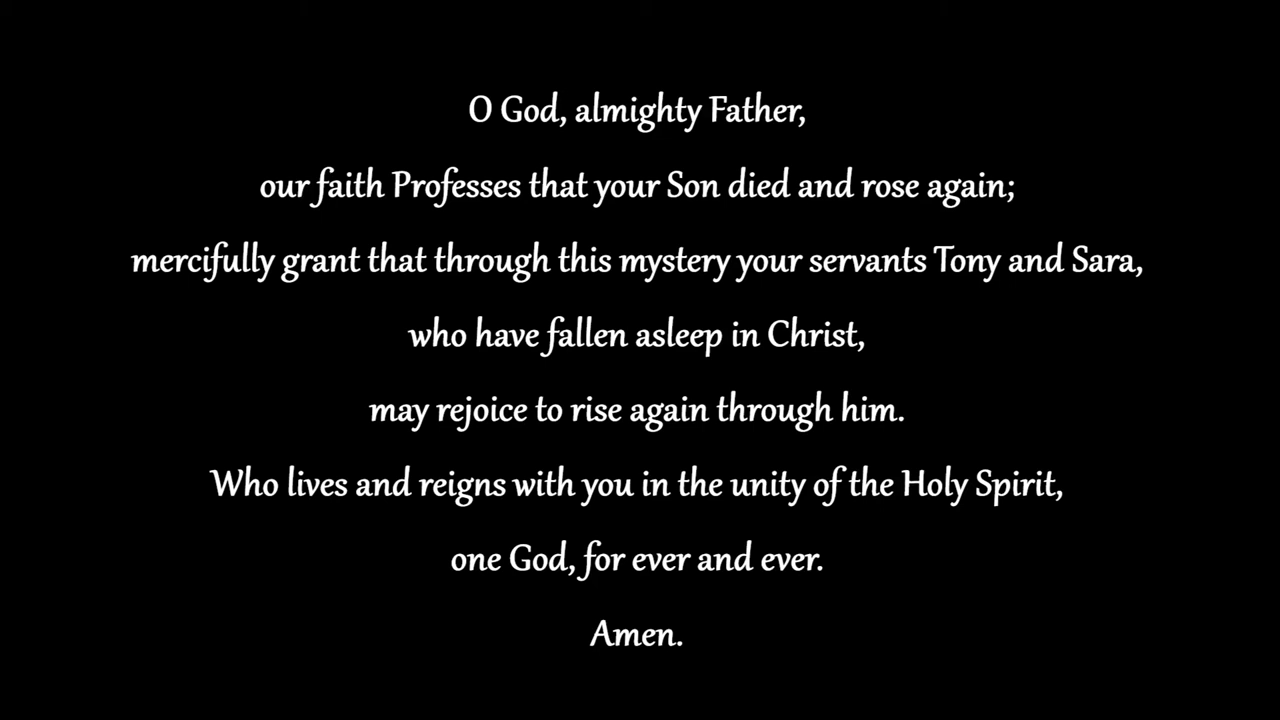 O God, almighty Father,
our faith Professes that your Son died and rose again;
mercifully grant that through this mystery your servants Tony and Sara,
who have fallen asleep in Christ,
may rejoice to rise again through him.
Who lives and reigns with you in the unity of the Holy Spirit,
one God, for ever and ever.
Amen.